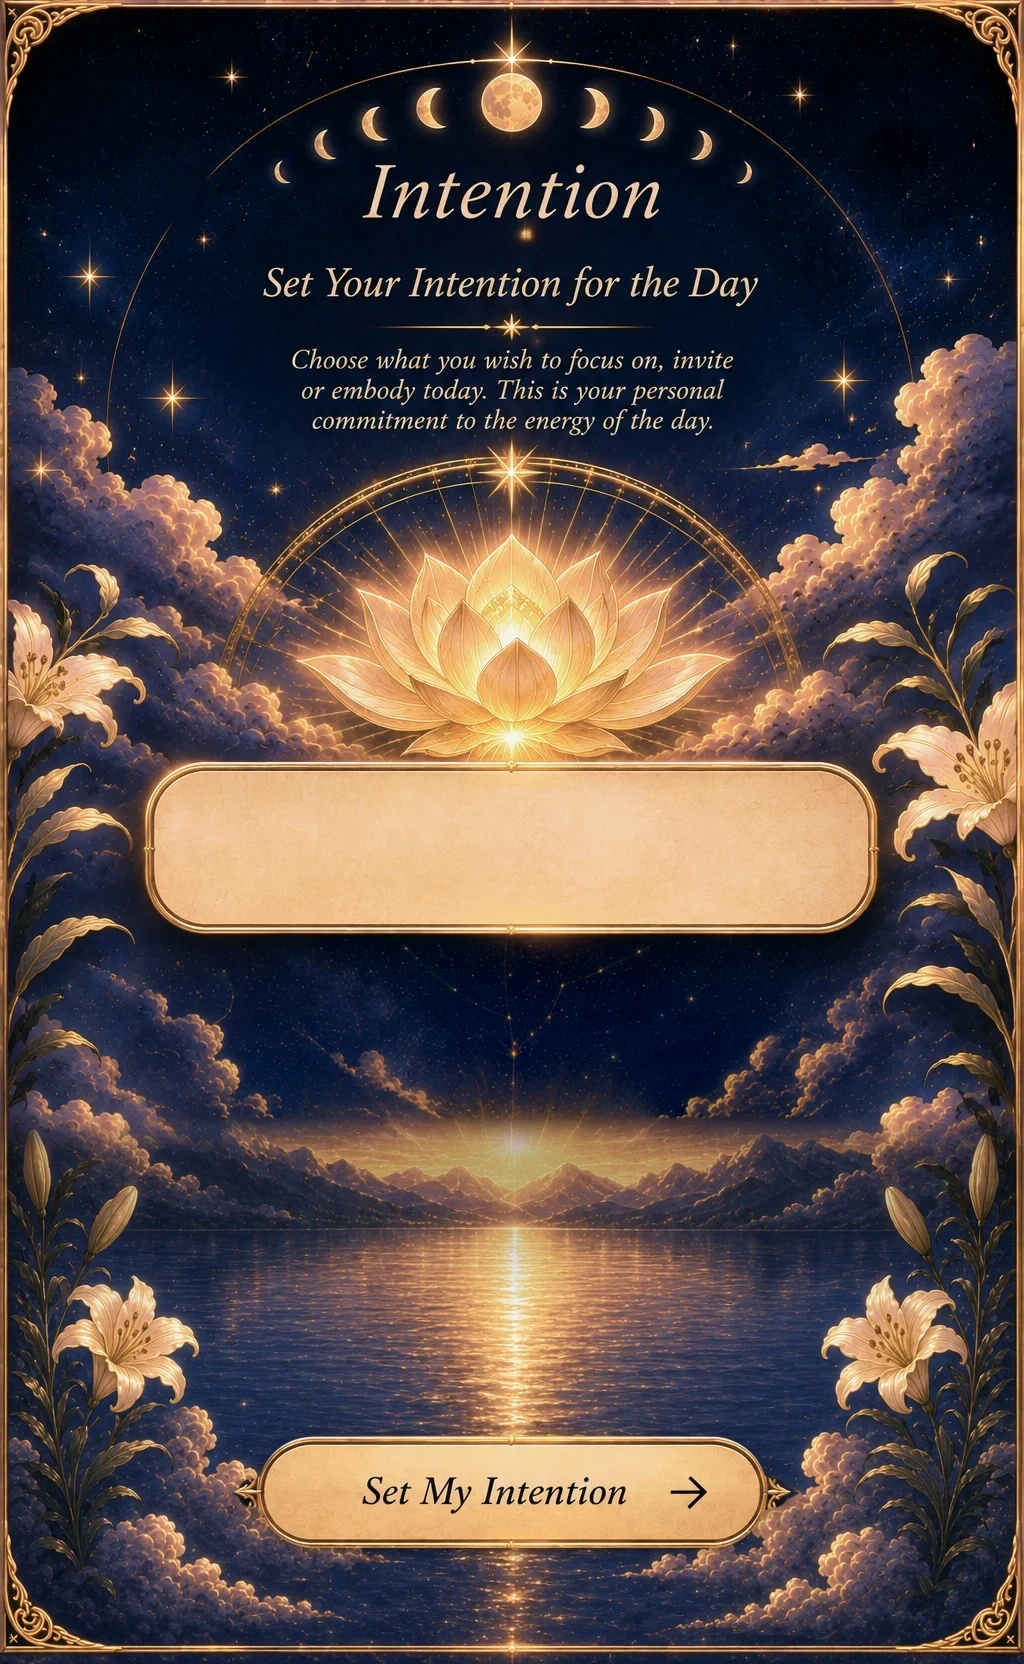 Intention
Set Your Intention for the Day
Choose what you wish to focus on, invite
or embody today. This is your personal
commitment to the energy of the day.
Set My Intention →